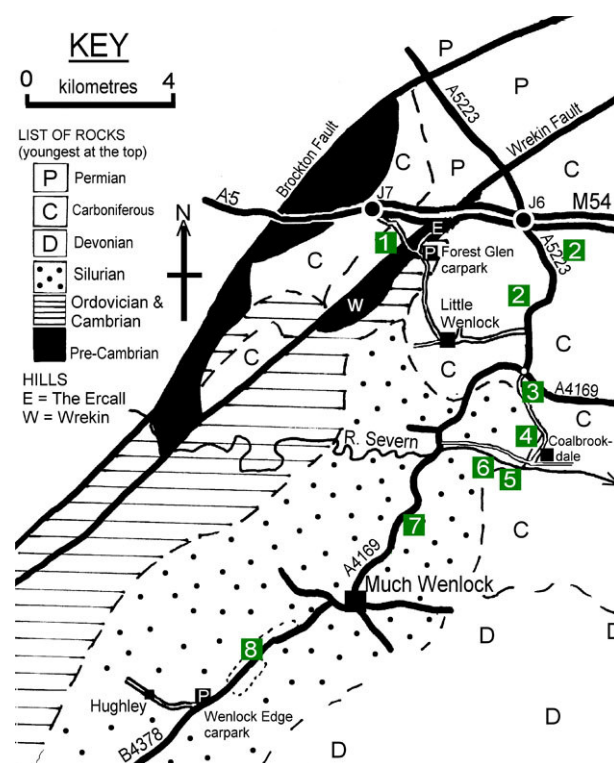 KEY
0 4
kilometres
LIST OF ROCKS
(youngest at the top)
P Permian
C Carboniferous
D Devonian
Silurian
Ordovician &
Cambrian
Pre-Cambrian
HILLS
E = The Ercall
W = Wrekin
N
P
P
A5223
Wrekin Fault
Brockton Fault
C
P
C
A5
J7
J6
M54
E
1
P
Forest Glen
carpark
A5223
2
C
2
W
Little
Wenlock
C
C
C
3
A4169
C
R. Severn
4
Coalbrook-
dale
6
5
7
C
A4169
Much Wenlock
D
D
8
P
Hughley
Wenlock Edge
carpark
B4378
D
D